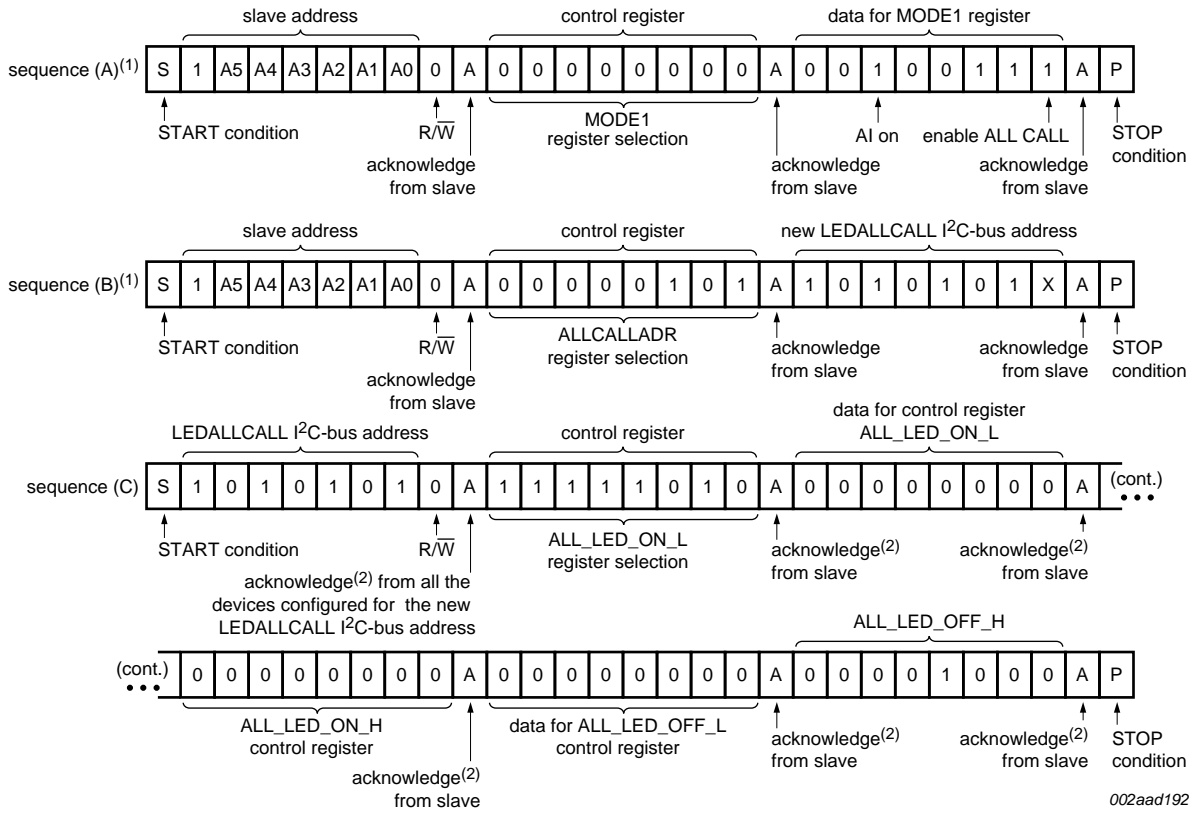 slave address control register data for MODE1 register
sequence (A)(1) S 1 A5 A4 A3 A2 A1 A0 0 A 0 0 0 0 0 0 0 0 A 0 0 1 0 0 1 1 1 A P
START condition R/W MODE1 AI on enable ALL CALL STOP
register selection condition
acknowledge acknowledge acknowledge
from slave from slave from slave
slave address control register new LEDALLCALL I2C-bus address
sequence (B)(1) S 1 A5 A4 A3 A2 A1 A0 0 A 0 0 0 0 0 1 0 1 A 1 0 1 0 1 0 1 X A P
START condition R/W ALLCALLADR acknowledge acknowledge STOP
register selection from slave from slave condition
acknowledge
from slave
data for control register
LEDALLCALL I2C-bus address control register ALL_LED_ON_L
sequence (C) S 1 0 1 0 1 0 1 0 A 1 1 1 1 1 0 1 0 A 0 0 0 0 0 0 0 0 A (cont.)
START condition R/W ALL_LED_ON_L acknowledge(2) acknowledge(2)
register selection from slave from slave
acknowledge(2) from all the
devices configured for the new
LEDALLCALL I2C-bus address
ALL_LED_OFF_H
(cont.) 0 0 0 0 0 0 0 0 A 0 0 0 0 0 0 0 0 A 0 0 0 0 1 0 0 0 A P
ALL_LED_ON_H data for ALL_LED_OFF_L acknowledge(2) acknowledge(2) STOP
control register control register from slave from slave condition
acknowledge(2)
from slave
002aad192